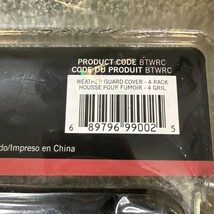 PRODUCT CODE BTWRC
CODE DU PRODUIT BTWRC
WEATHER GUARD COVER - 4 RACK
HOUSSE POUR FUMOIR - 4 GRIL
6 89796 99002 5
do/Impreso en China